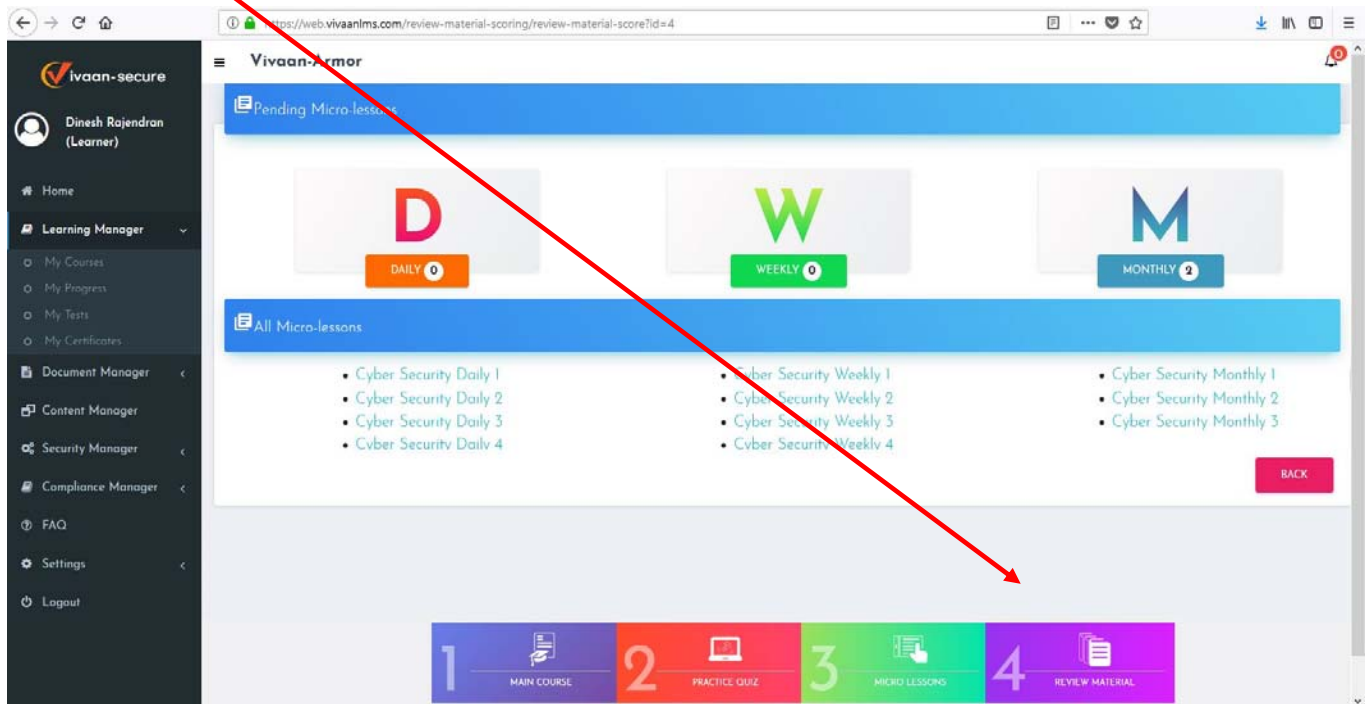 https://web.vivaanlms.com/review-material-scoring/review-material-score?id=4
Vivaan-secure
Dinesh Rajendran
(Learner)
Home
Learning Manager
My Courses
My Progress
My Tests
My Certificates
Document Manager
Content Manager
Security Manager
Compliance Manager
FAQ
Settings
Logout
Vivaan-Armor
0
Pending Micro-lessons
D
DAILY 0
W
WEEKLY 0
M
MONTHLY 2
All Micro-lessons
Cyber Security Daily 1
Cyber Security Daily 2
Cyber Security Daily 3
Cyber Security Daily 4
Cyber Security Weekly 1
Cyber Security Weekly 2
Cyber Security Weekly 3
Cyber Security Weekly 4
Cyber Security Monthly 1
Cyber Security Monthly 2
Cyber Security Monthly 3
BACK
1 MAIN COURSE
2 PRACTICE QUIZ
3 MICRO LESSONS
4 REVIEW MATERIAL